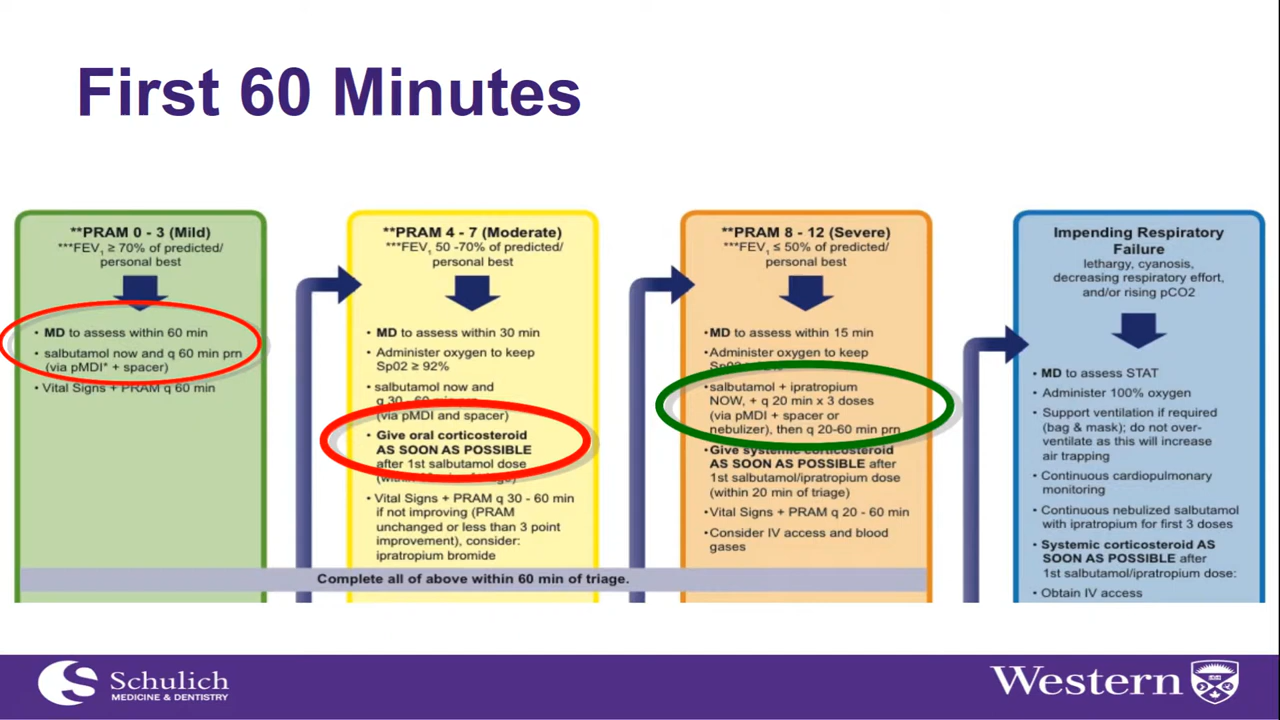 First 60 Minutes
**PRAM 0 - 3 (Mild)
***FEV1 ≥ 70% of predicted/
personal best
• MD to assess within 60 min
• salbutamol now and q 60 min prn
(via pMDI* + spacer)
• Vital Signs + PRAM q 60 min
**PRAM 4 - 7 (Moderate)
***FEV1 50 -70% of predicted/
personal best
• MD to assess within 30 min
• Administer oxygen to keep
Sp02 ≥ 92%
• salbutamol now and
q 30 - 60 min prn
(via pMDI and spacer)
• Give oral corticosteroid
AS SOON AS POSSIBLE
after 1st salbutamol dose
• Vital Signs + PRAM q 30 - 60 min
if not improving (PRAM
unchanged or less than 3 point
improvement), consider:
ipratropium bromide
**PRAM 8 - 12 (Severe)
***FEV1 ≤ 50% of predicted/
personal best
• MD to assess within 15 min
• Administer oxygen to keep
• salbutamol + ipratropium
NOW, + q 20 min x 3 doses
(via pMDI + spacer or
nebulizer), then q 20-60 min prn
• Give systemic corticosteroid
AS SOON AS POSSIBLE after
1st salbutamol/ipratropium dose
(within 20 min of triage)
• Vital Signs + PRAM q 20 - 60 min
• Consider IV access and blood
gases
Complete all of above within 60 min of triage.
Impending Respiratory
Failure
lethargy, cyanosis,
decreasing respiratory effort,
and/or rising pCO2
• MD to assess STAT
• Administer 100% oxygen
• Support ventilation if required
(bag & mask); do not over-
ventilate as this will increase
air trapping
• Continuous cardiopulmonary
monitoring
• Continuous nebulized salbutamol
with ipratropium for first 3 doses
• Systemic corticosteroid AS
SOON AS POSSIBLE after
1st salbutamol/ipratropium dose:
• Obtain IV access
Schulich
MEDICINE & DENTISTRY
Western